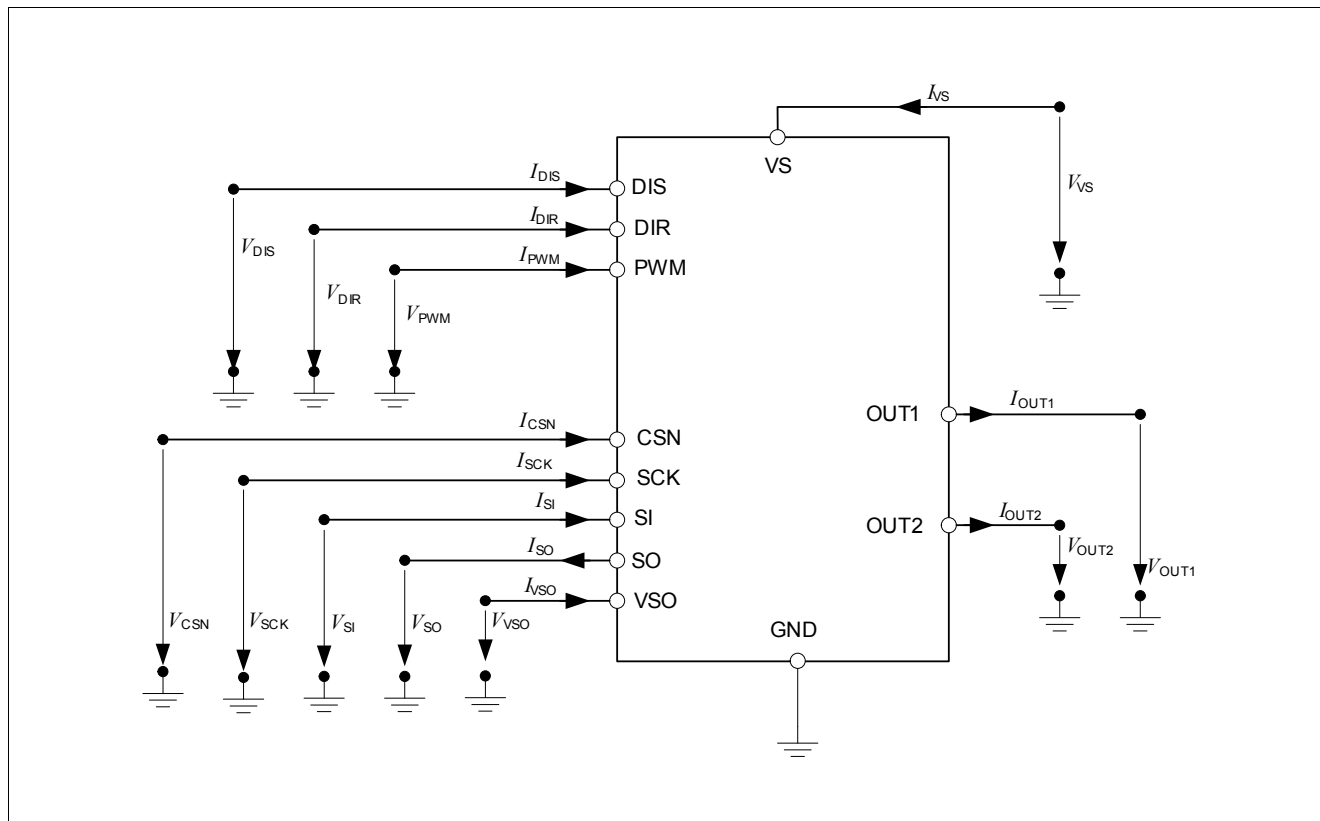 I_VS
VS
V_VS
I_DIS
DIS
I_DIR
DIR
V_DIS
I_PWM
PWM
V_DIR
V_PWM
OUT1
I_OUT1
I_CSN
CSN
I_SCK
SCK
I_SI
SI
OUT2
I_OUT2
I_SO
SO
V_OUT2
V_OUT1
I_VSO
VSO
V_CSN
V_SCK
V_SI
V_SO
V_VSO
GND